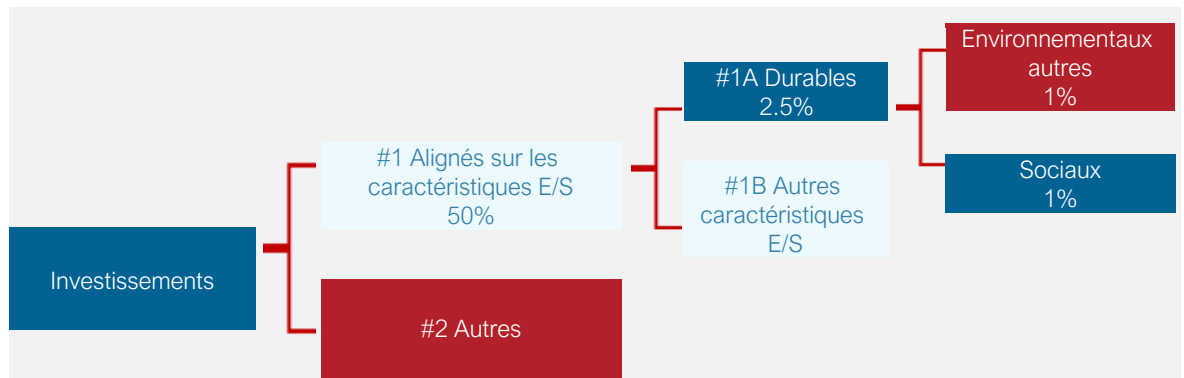 Investissements
#1 Alignés sur les
caractéristiques E/S
50%
#2 Autres
#1A Durables
2.5%
#1B Autres
caractéristiques
E/S
Environnementaux
autres
1%
Sociaux
1%